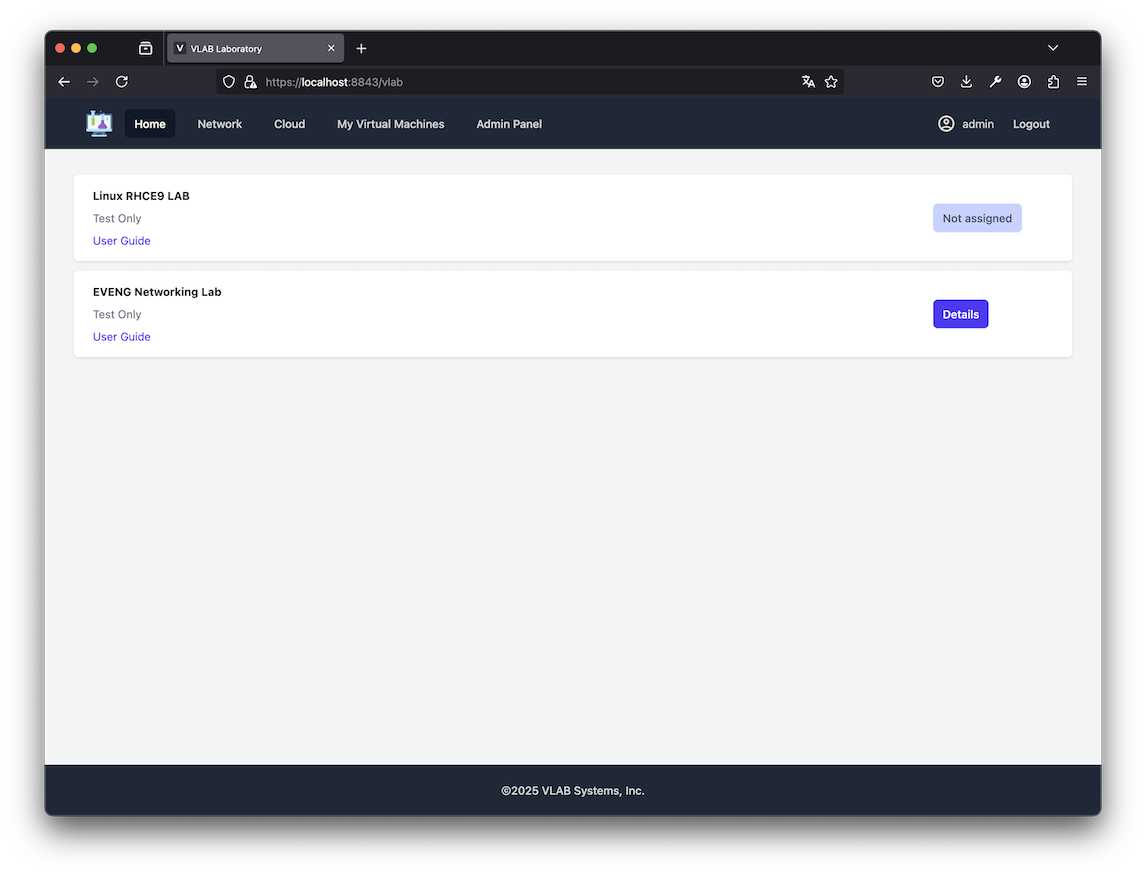 V VLAB Laboratory
https://localhost:8843/vlab
Home Network Cloud My Virtual Machines Admin Panel admin Logout
Linux RHCE9 LAB
Test Only
User Guide
Not assigned
EVENG Networking Lab
Test Only
User Guide
Details
©2025 VLAB Systems, Inc.